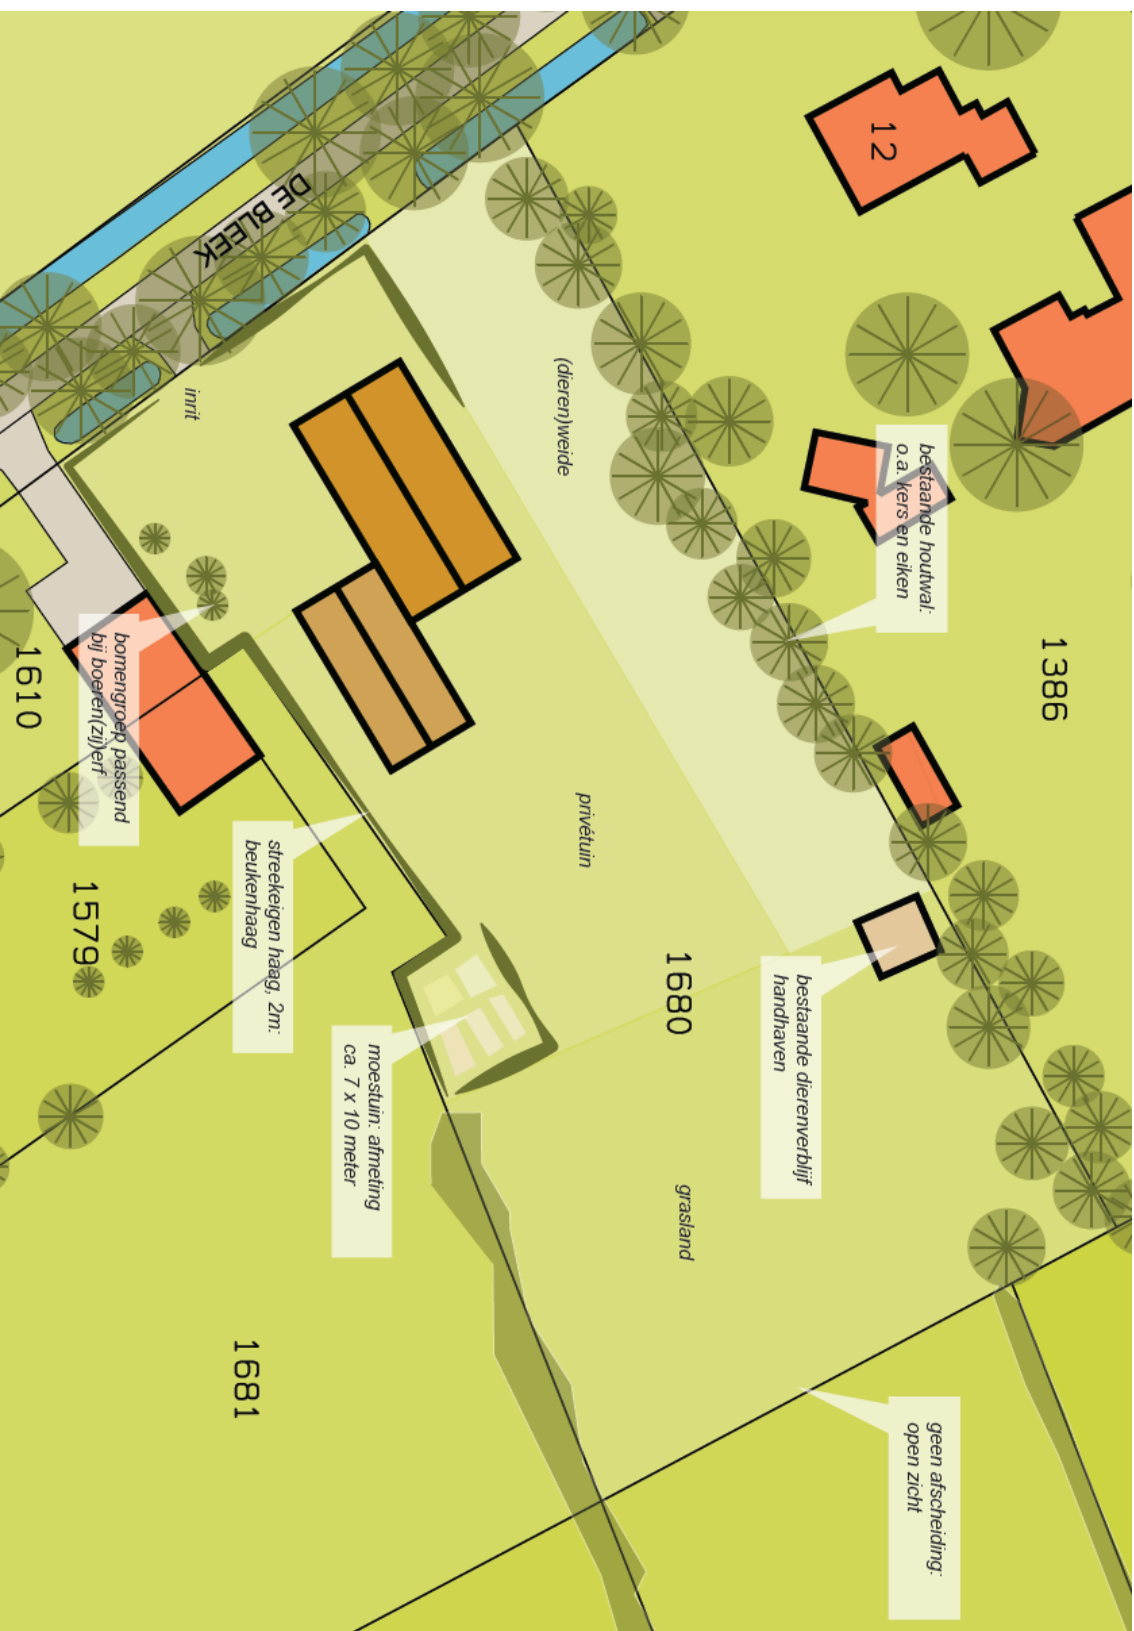 DE BLEEK
12
inrit
(dieren)weide
bestaande houtwal:
o.a. kers en eiken
1386
1610
bomengroep passend
bij boeren(zij)erf
privétuin
1579
streekeigen haag, 2m:
beukenhaag
1680
bestaande dierenverblijf
handhaven
moestuin: afmeting
ca. 7 x 10 meter
grasland
1681
geen afscheiding:
open zicht